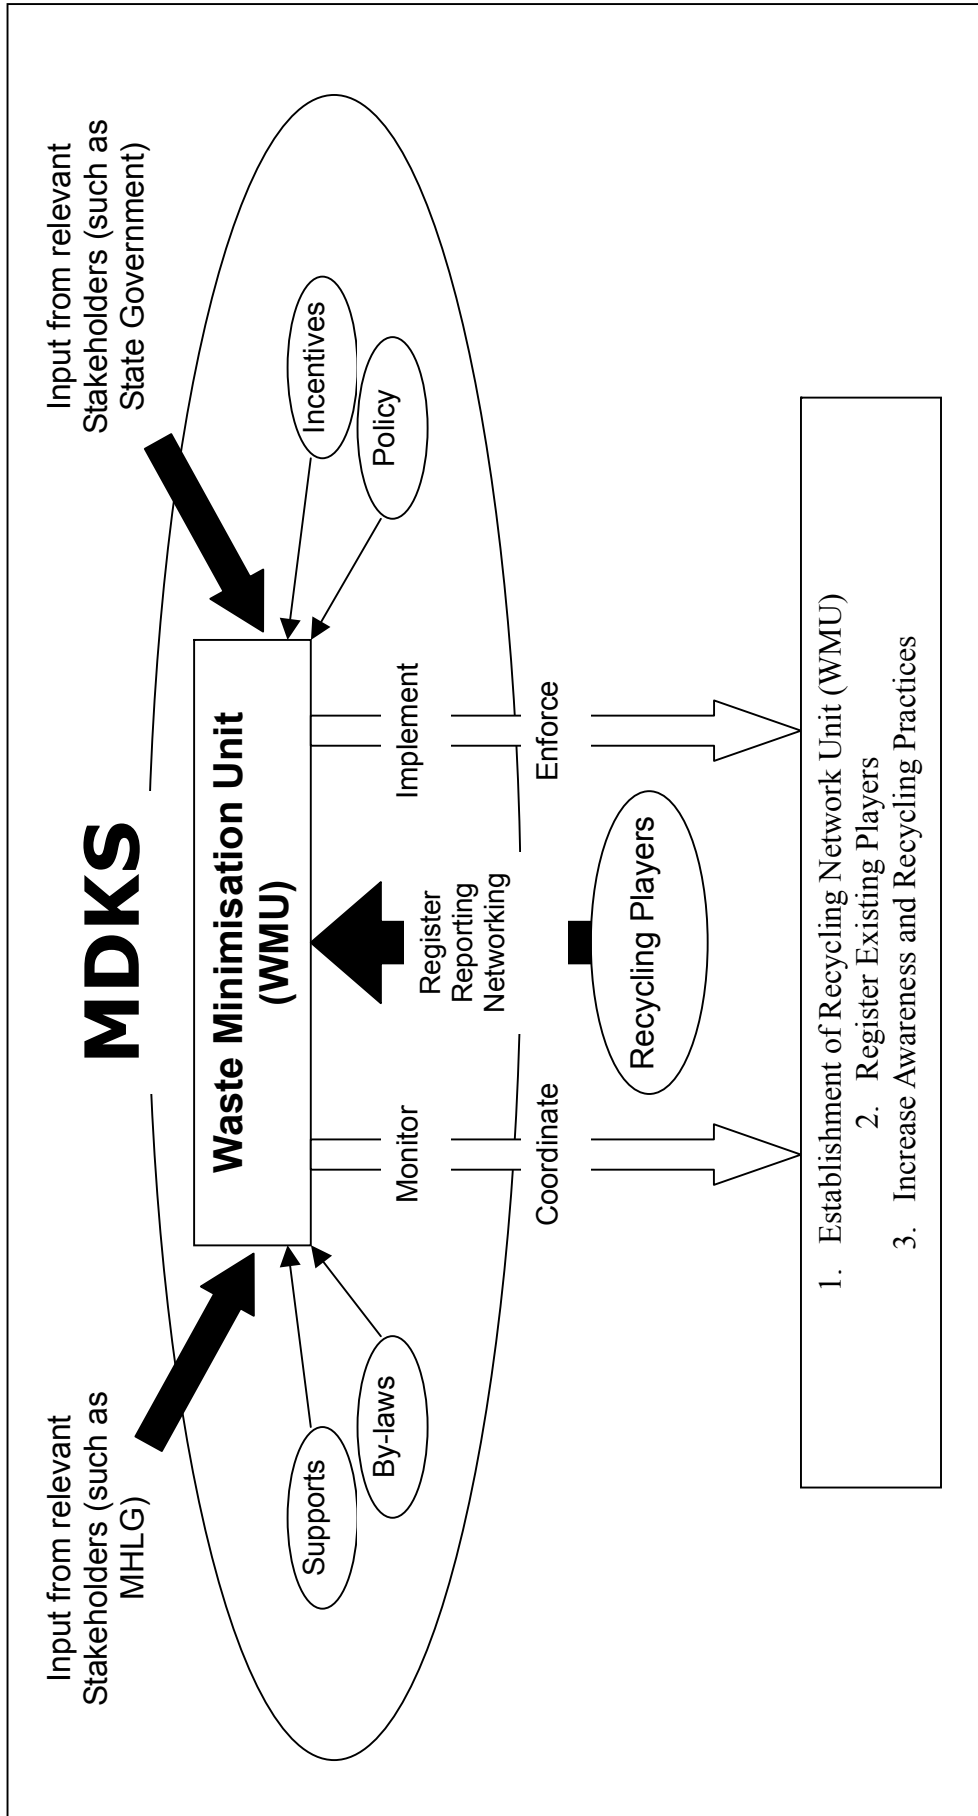 MDKS
Input from relevant
Stakeholders (such as
MHLG)
Input from relevant
Stakeholders (such as
State Government)
Waste Minimisation Unit
(WMU)
Supports
By-laws
Incentives
Policy
Monitor
Coordinate
Register
Reporting
Networking
Implement
Enforce
Recycling Players
1. Establishment of Recycling Network Unit (WMU)
2. Register Existing Players
3. Increase Awareness and Recycling Practices